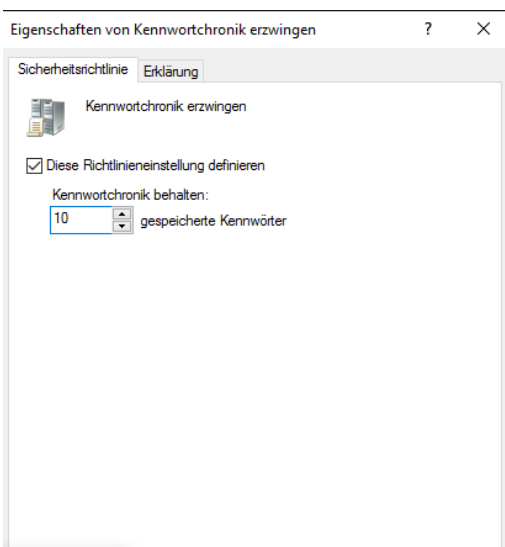 Eigenschaften von Kennwortchronik erzwingen ? ×
Sicherheitsrichtlinie Erklärung
Kennwortchronik erzwingen
Diese Richtlinieneinstellung definieren
Kennwortchronik behalten:
10 gespeicherte Kennwörter